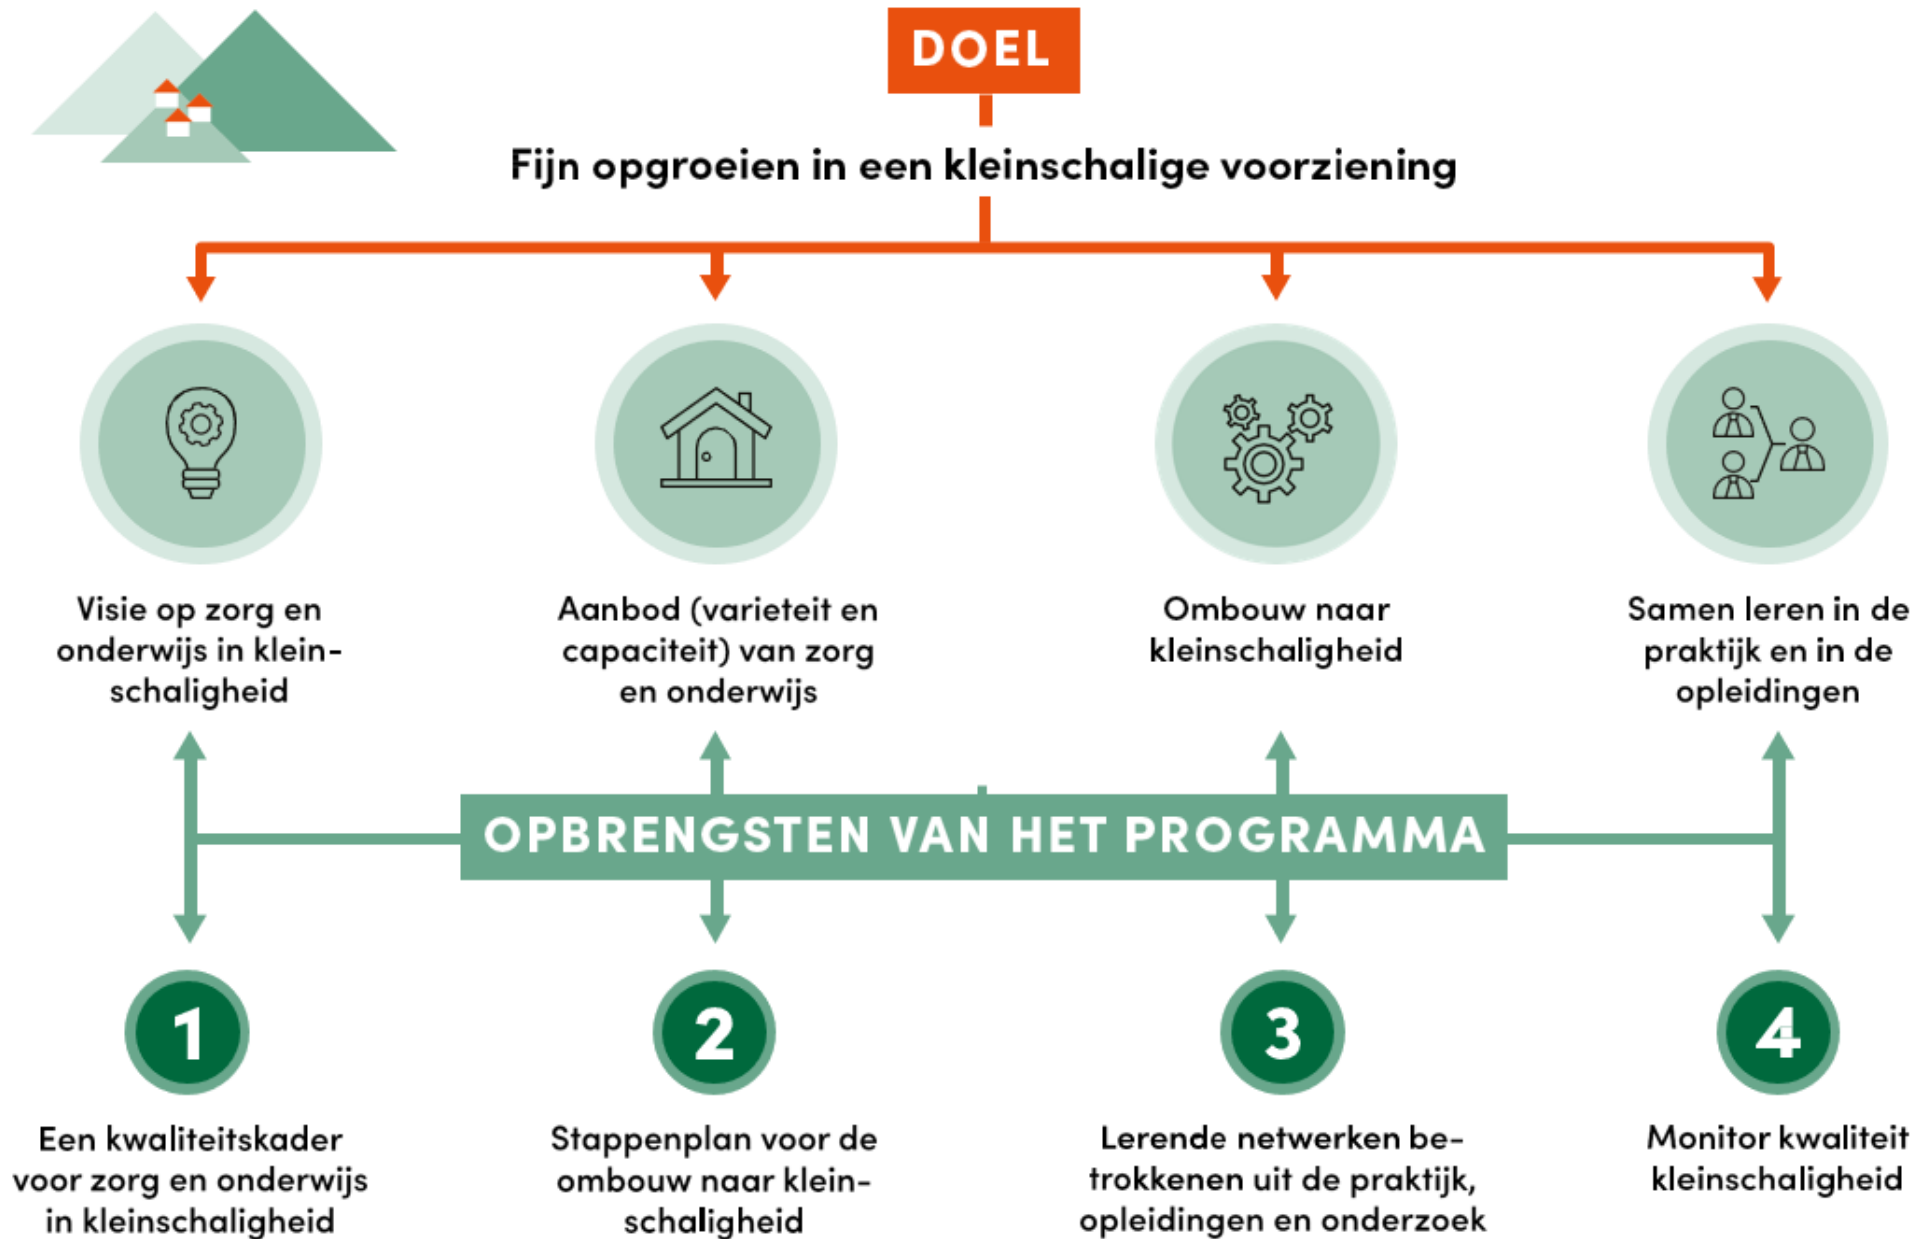 DOEL
Fijn opgroeien in een kleinschalige voorziening
Visie op zorg en
onderwijs in klein-
schaligheid
Aanbod (varieteit en
capaciteit) van zorg
en onderwijs
Ombouw naar
kleinschaligheid
Samen leren in de
praktijk en in de
opleidingen
OPBRENGSTEN VAN HET PROGRAMMA
1
Een kwaliteitskader
voor zorg en onderwijs
in kleinschaligheid
2
Stappenplan voor de
ombouw naar klein-
schaligheid
3
Lerende netwerken be-
trokkenen uit de praktijk,
opleidingen en onderzoek
4
Monitor kwaliteit
kleinschaligheid